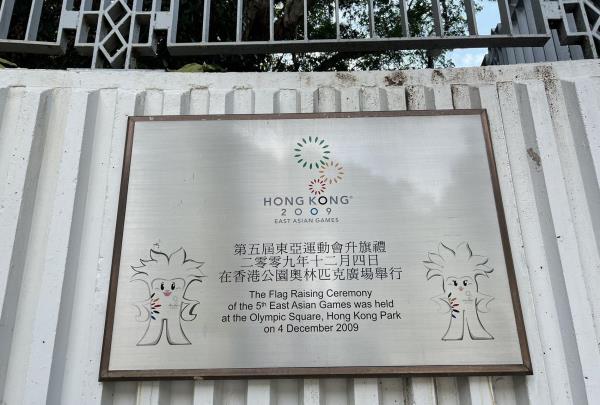 HONG KONG®
2009
EAST ASIAN GAMES
第五屆東亞運動會升旗禮
二零零九年十二月四日
在香港公園奧林匹克廣場舉行
The Flag Raising Ceremony
of the 5th East Asian Games was held
at the Olympic Square, Hong Kong Park
on 4 December 2009